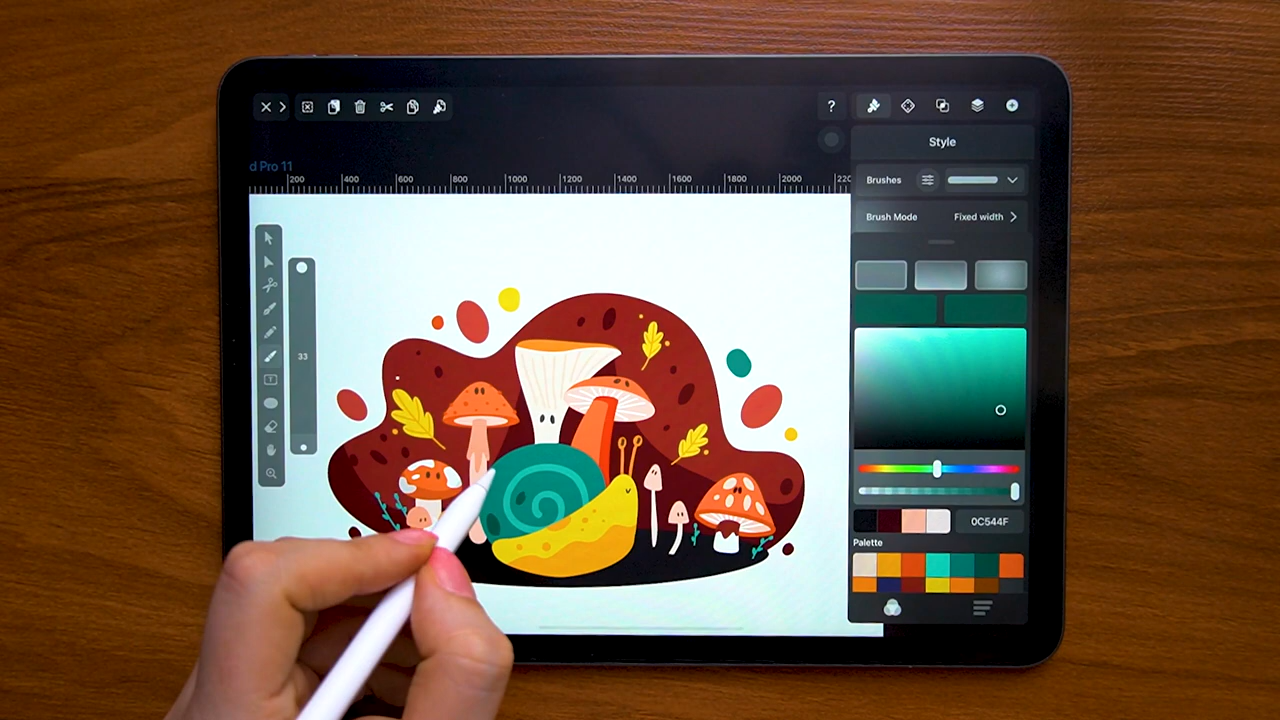 ?
Style
d Pro 11
200 400 600 800 1000 1200 1400 1600 1800 2000 220
Brushes
Brush Mode Fixed width
T
33
0C544F
Palette